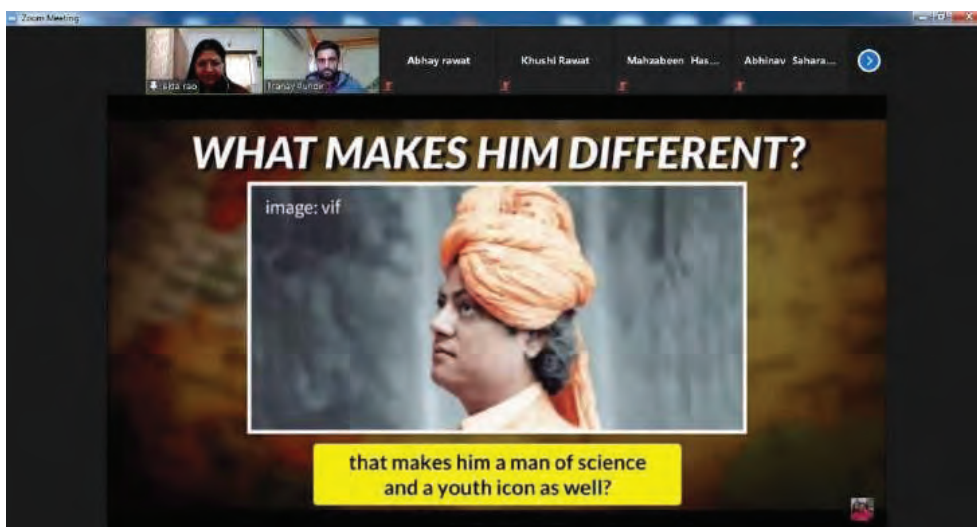 Zoom Meeting
Abhay rawat
Khushi Rawat
Mahzabeen Has...
Abhinav Sahara...
rao
WHAT MAKES HIM DIFFERENT?
image: vif
that makes him a man of science
and a youth icon as well?